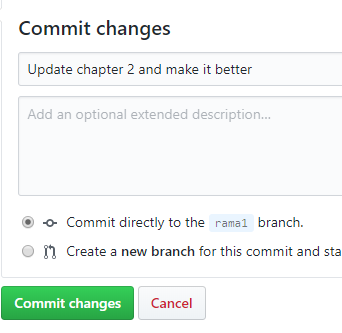 Commit changes
Update chapter 2 and make it better
Add an optional extended description...
Commit directly to the rama1 branch.
Create a new branch for this commit and sta
Commit changes
Cancel